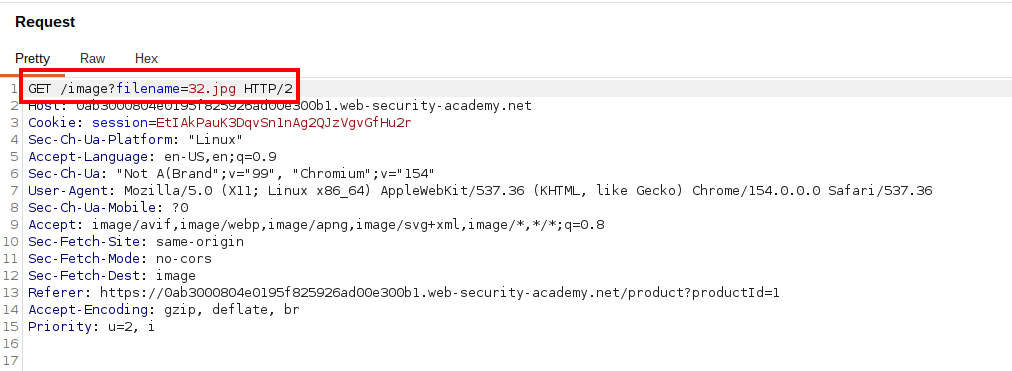 Request
Pretty Raw Hex
1 GET /image?filename=32.jpg HTTP/2
2 Host: 0ab3000804e0195f825926ad00e300b1.web-security-academy.net
3 Cookie: session=EtIAkPauK3DqvSn1nAg2QJzVgvGfHu2r
4 Sec-Ch-Ua-Platform: "Linux"
5 Accept-Language: en-US,en;q=0.9
6 Sec-Ch-Ua: "Not A(Brand";v="99", "Chromium";v="154"
7 User-Agent: Mozilla/5.0 (X11; Linux x86_64) AppleWebKit/537.36 (KHTML, like Gecko) Chrome/154.0.0.0 Safari/537.36
8 Sec-Ch-Ua-Mobile: ?0
9 Accept: image/avif,image/webp,image/apng,image/svg+xml,image/*,*/*;q=0.8
10 Sec-Fetch-Site: same-origin
11 Sec-Fetch-Mode: no-cors
12 Sec-Fetch-Dest: image
13 Referer: https://0ab3000804e0195f825926ad00e300b1.web-security-academy.net/product?productId=1
14 Accept-Encoding: gzip, deflate, br
15 Priority: u=2, i
16
17